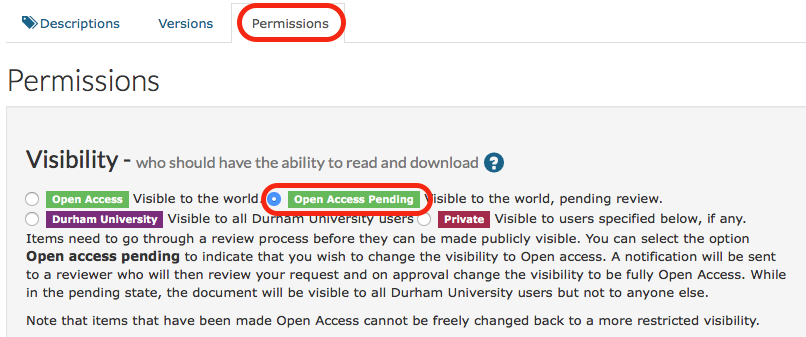 Descriptions Versions Permissions
Permissions
Visibility - who should have the ability to read and download ?
Open Access Visible to the world. Open Access Pending Visible to the world, pending review.
Durham University Visible to all Durham University users Private Visible to users specified below, if any.
Items need to go through a review process before they can be made publicly visible. You can select the option
Open access pending to indicate that you wish to change the visibility to Open access. A notification will be sent
to a reviewer who will then review your request and on approval change the visibility to be fully Open Access. While
in the pending state, the document will be visible to all Durham University users but not to anyone else.
Note that items that have been made Open Access cannot be freely changed back to a more restricted visibility.